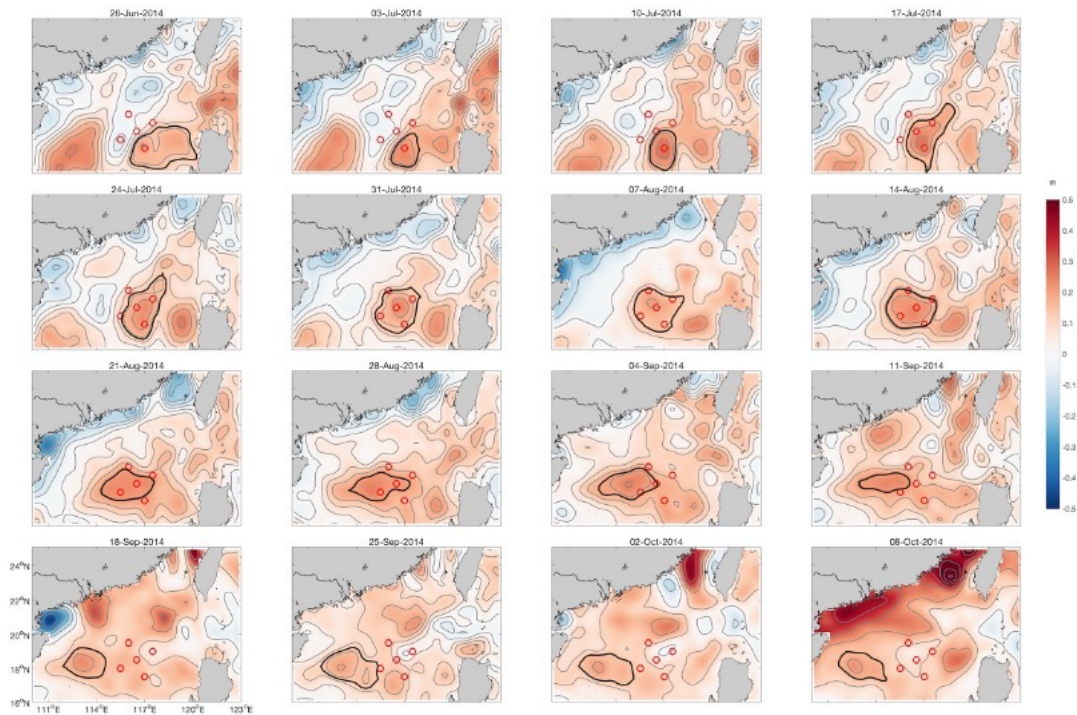 26-Jun-2014
03-Jul-2014
10-Jul-2014
17-Jul-2014
24-Jul-2014
31-Jul-2014
07-Aug-2014
14-Aug-2014
m
0.5
0.4
0.3
0.2
0.1
0
-0.1
-0.2
-0.3
-0.4
-0.5
21-Aug-2014
28-Aug-2014
04-Sep-2014
11-Sep-2014
18-Sep-2014
25-Sep-2014
02-Oct-2014
08-Oct-2014
24°N
22°N
20°N
18°N
16°N
111°E 114°E 117°E 120°E 123°E